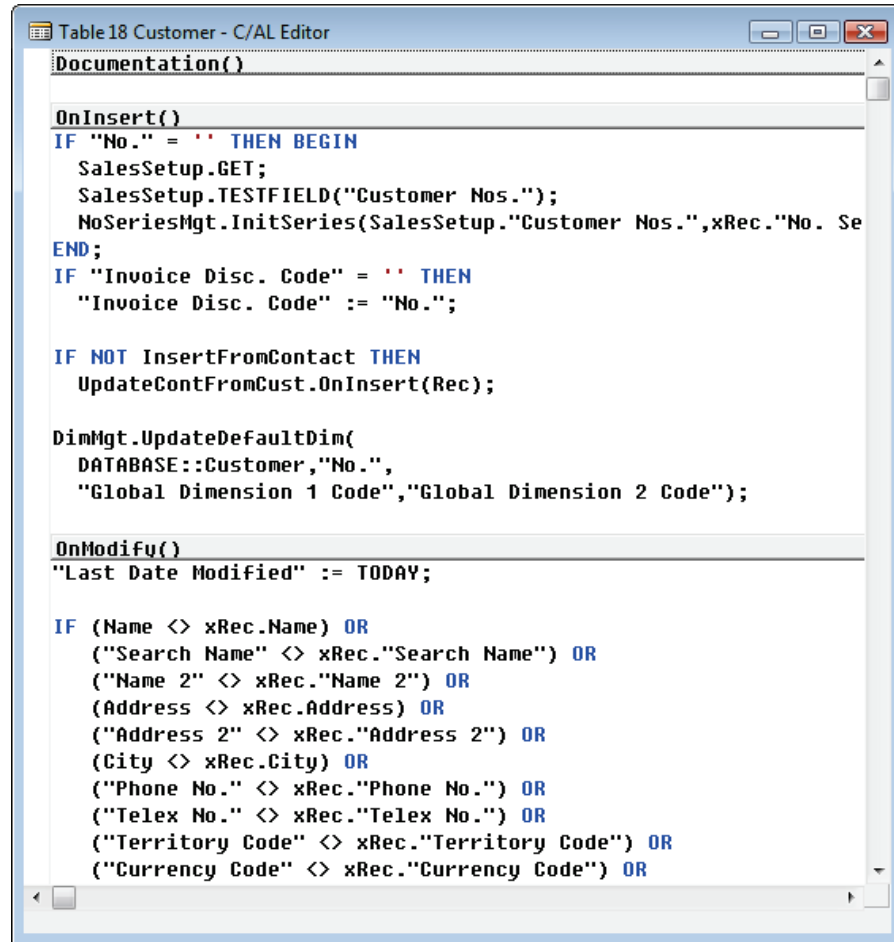 Table 18 Customer - C/AL Editor
Documentation()
OnInsert()
IF "No." = '' THEN BEGIN
  SalesSetup.GET;
  SalesSetup.TESTFIELD("Customer Nos.");
  NoSeriesMgt.InitSeries(SalesSetup."Customer Nos.",xRec."No. Se
END;
IF "Invoice Disc. Code" = '' THEN
  "Invoice Disc. Code" := "No.";
IF NOT InsertFromContact THEN
  UpdateContFromCust.OnInsert(Rec);
DimMgt.UpdateDefaultDim(
  DATABASE::Customer,"No.",
  "Global Dimension 1 Code","Global Dimension 2 Code");
OnModify()
"Last Date Modified" := TODAY;
IF (Name <> xRec.Name) OR
   ("Search Name" <> xRec."Search Name") OR
   ("Name 2" <> xRec."Name 2") OR
   (Address <> xRec.Address) OR
   ("Address 2" <> xRec."Address 2") OR
   (City <> xRec.City) OR
   ("Phone No." <> xRec."Phone No.") OR
   ("Telex No." <> xRec."Telex No.") OR
   ("Territory Code" <> xRec."Territory Code") OR
   ("Currency Code" <> xRec."Currency Code") OR